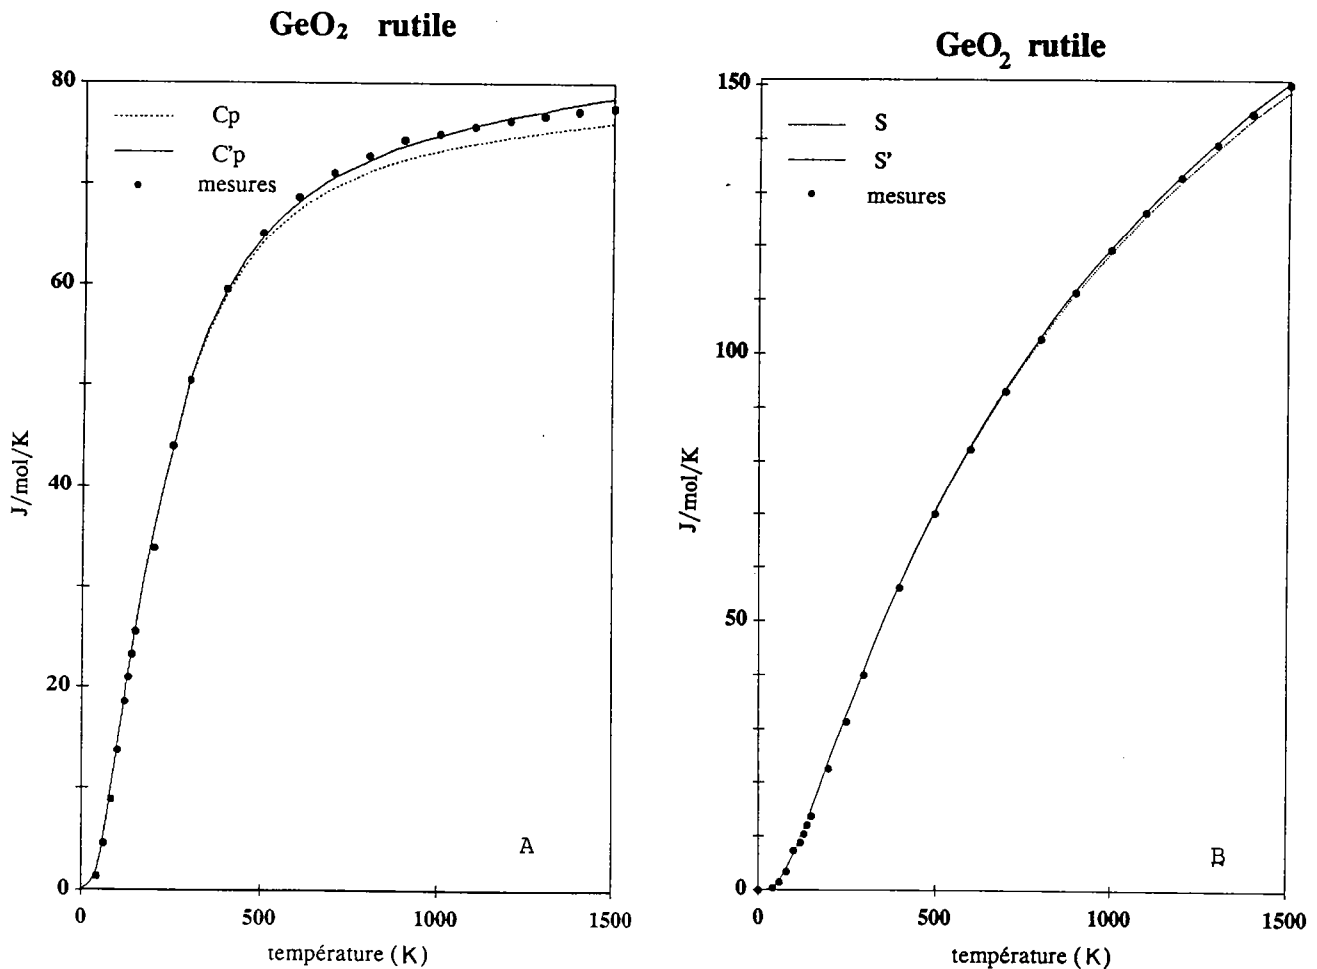 GeO₂ rutile
80
60
40
20
0
J/mol/K
Cp
C'p
mesures
A
0 500 1000 1500
température (K)
GeO₂ rutile
150
100
50
0
J/mol/K
S
S'
mesures
B
0 500 1000 1500
température (K)